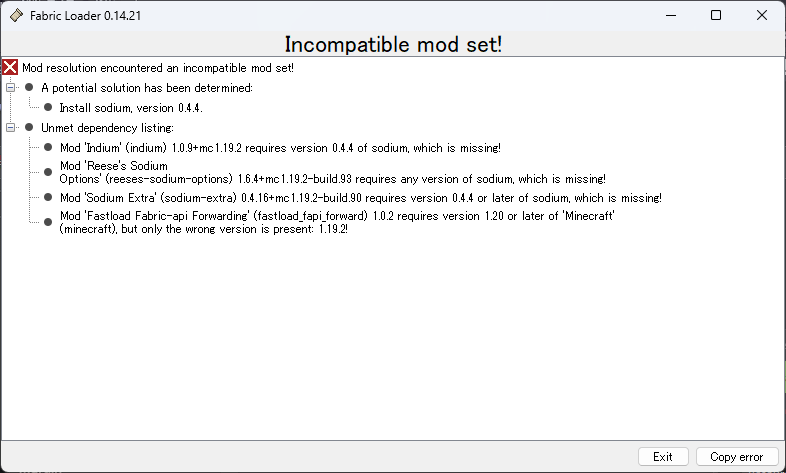 Fabric Loader 0.14.21
Incompatible mod set!
Mod resolution encountered an incompatible mod set!
A potential solution has been determined:
Install sodium, version 0.4.4.
Unmet dependency listing:
Mod 'Indium' (indium) 1.0.9+mc1.19.2 requires version 0.4.4 of sodium, which is missing!
Mod 'Reese's Sodium
Options' (reeses-sodium-options) 1.6.4+mc1.19.2-build.93 requires any version of sodium, which is missing!
Mod 'Sodium Extra' (sodium-extra) 0.4.16+mc1.19.2-build.90 requires version 0.4.4 or later of sodium, which is missing!
Mod 'Fastload Fabric-api Forwarding' (fastload_fapi_forward) 1.0.2 requires version 1.20 or later of 'Minecraft'
(minecraft), but only the wrong version is present: 1.19.2!
Exit
Copy error